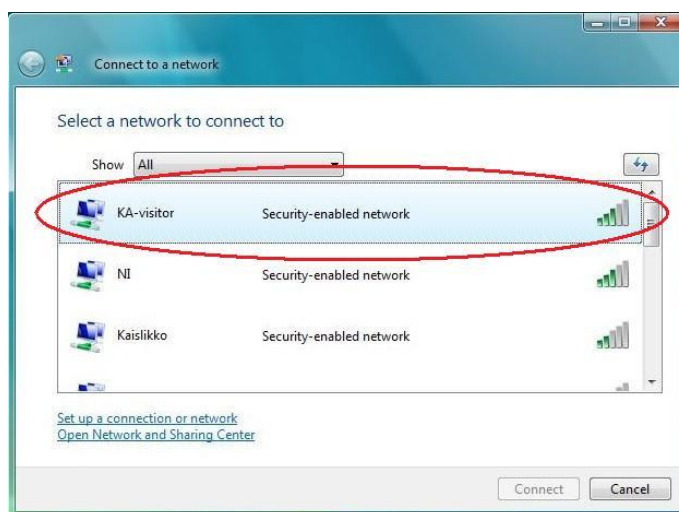 Connect to a network
Select a network to connect to
Show All
KA-visitor Security-enabled network
NI Security-enabled network
Kaislikko Security-enabled network
Set up a connection or network
Open Network and Sharing Center
Connect Cancel